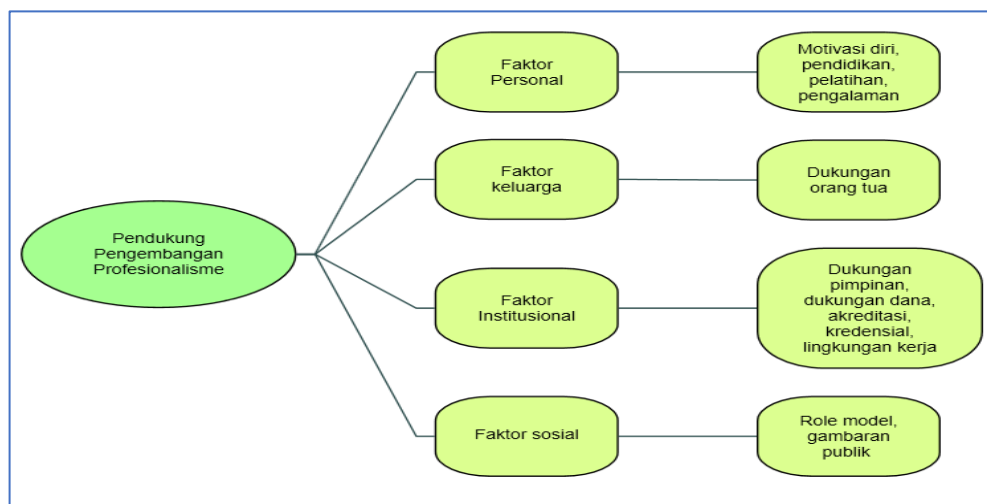 Pendukung
Pengembangan
Profesionalisme
Faktor
Personal
Motivasi diri,
pendidikan,
pelatihan,
pengalaman
Faktor
keluarga
Dukungan
orang tua
Faktor
Institusional
Dukungan
pimpinan,
dukungan dana,
akreditasi,
kredensial,
lingkungan kerja
Faktor sosial
Role model,
gambaran
publik